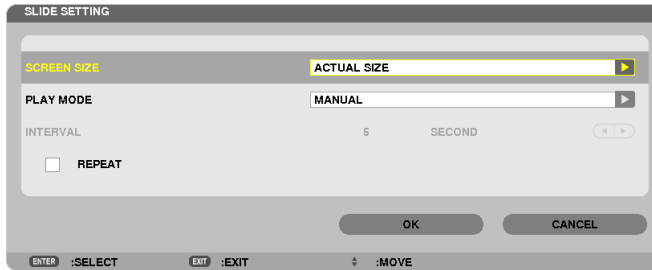 SLIDE SETTING
SCREEN SIZE ACTUAL SIZE
PLAY MODE MANUAL
INTERVAL 5 SECOND
REPEAT
OK CANCEL
ENTER :SELECT EXIT :EXIT :MOVE